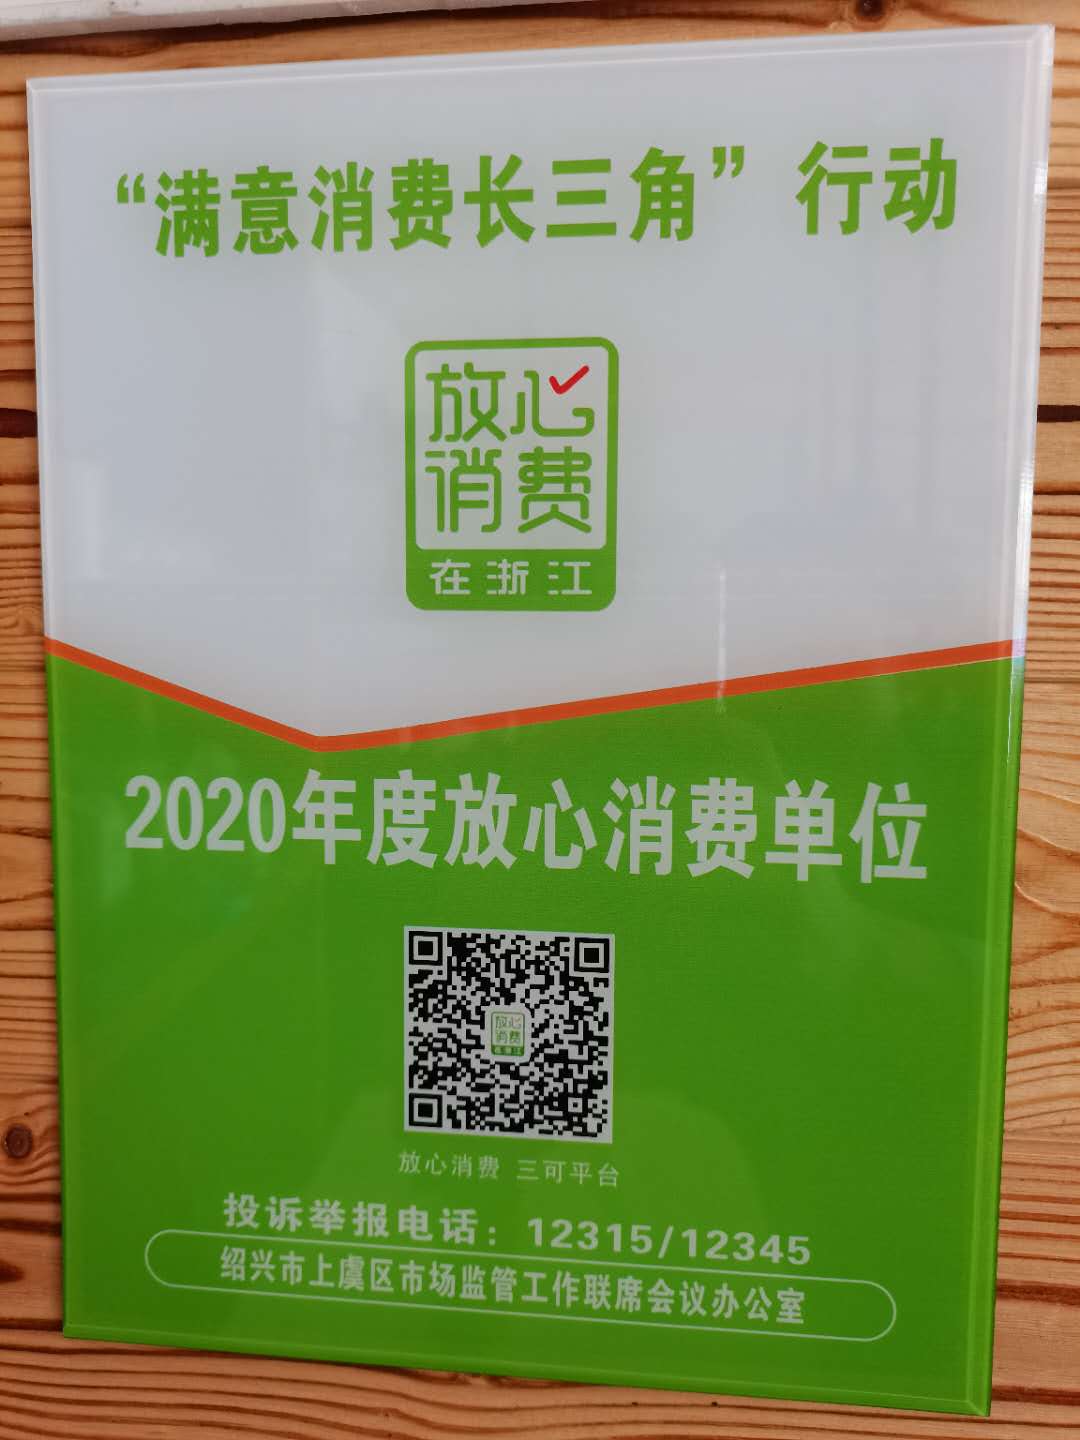 “满意消费长三角”行动
放心
消费
在浙江
2020年度放心消费单位
放心
消费
在浙江
放心消费 三可平台
投诉举报电话：12315/12345
绍兴市上虞区市场监管工作联席会议办公室